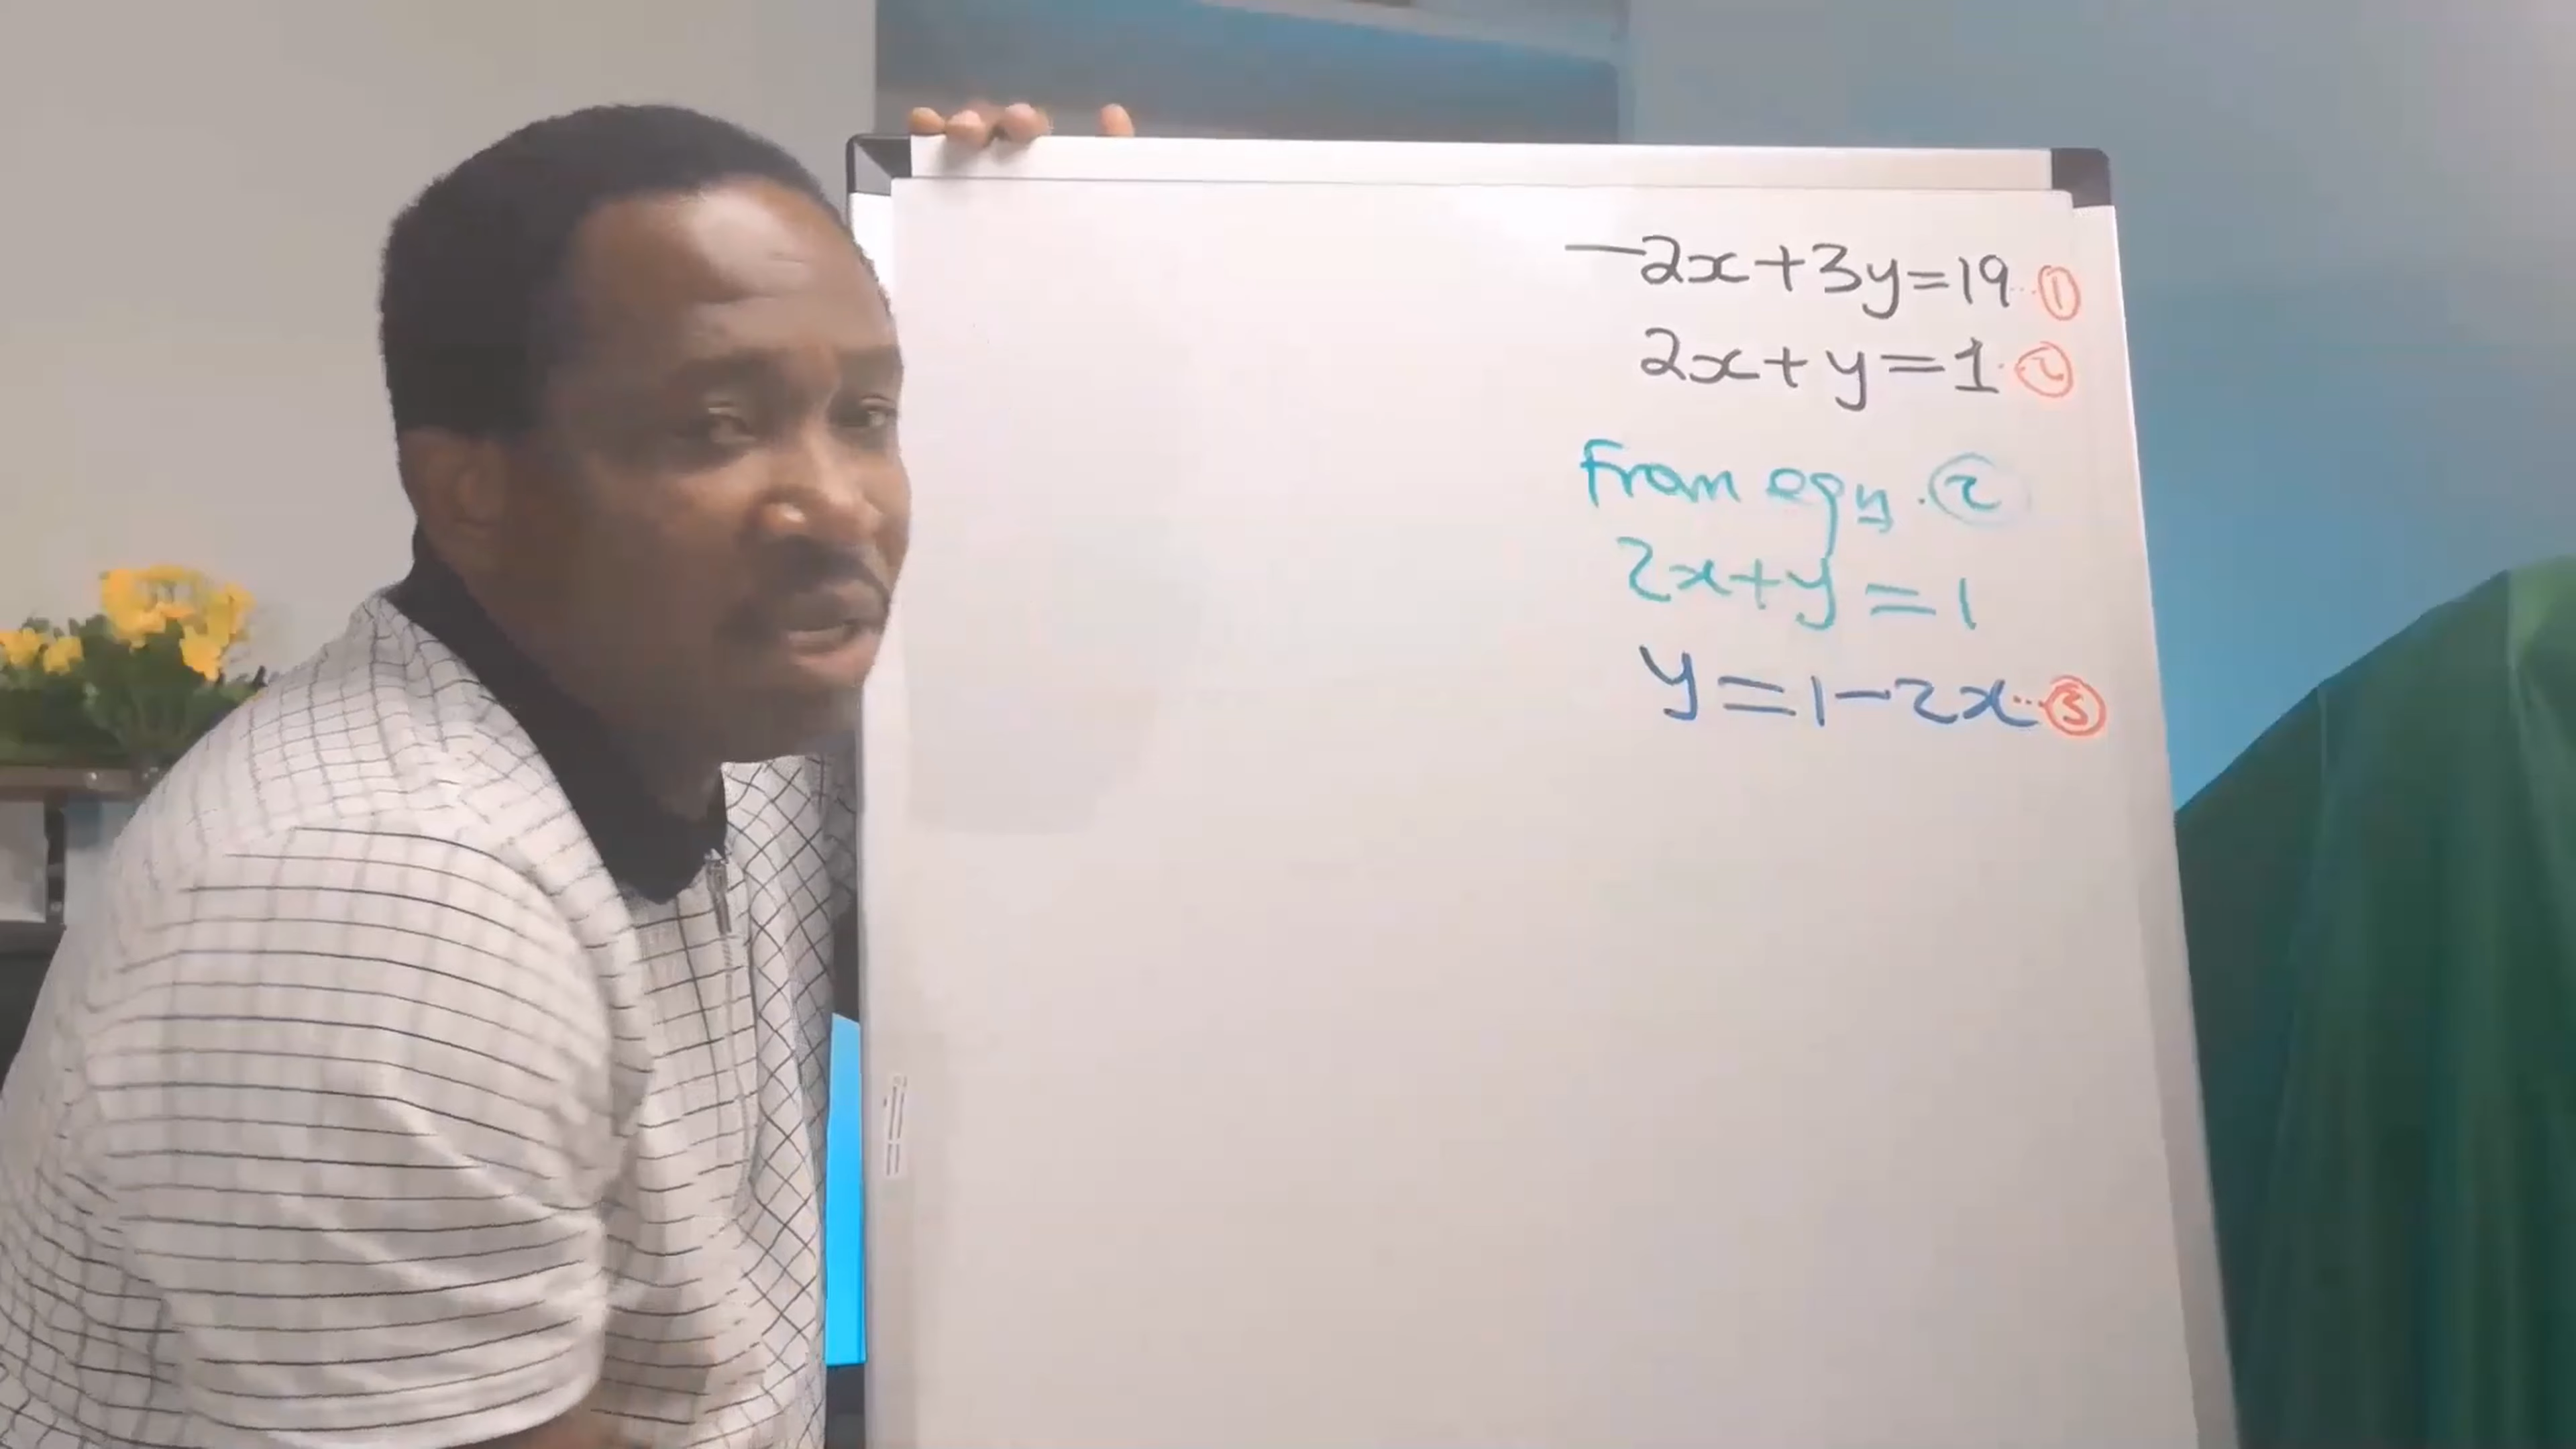 -2x+3y=19...①
2x+y=1...②
From eqn. ②
2x+y=1
y=1-2x...③